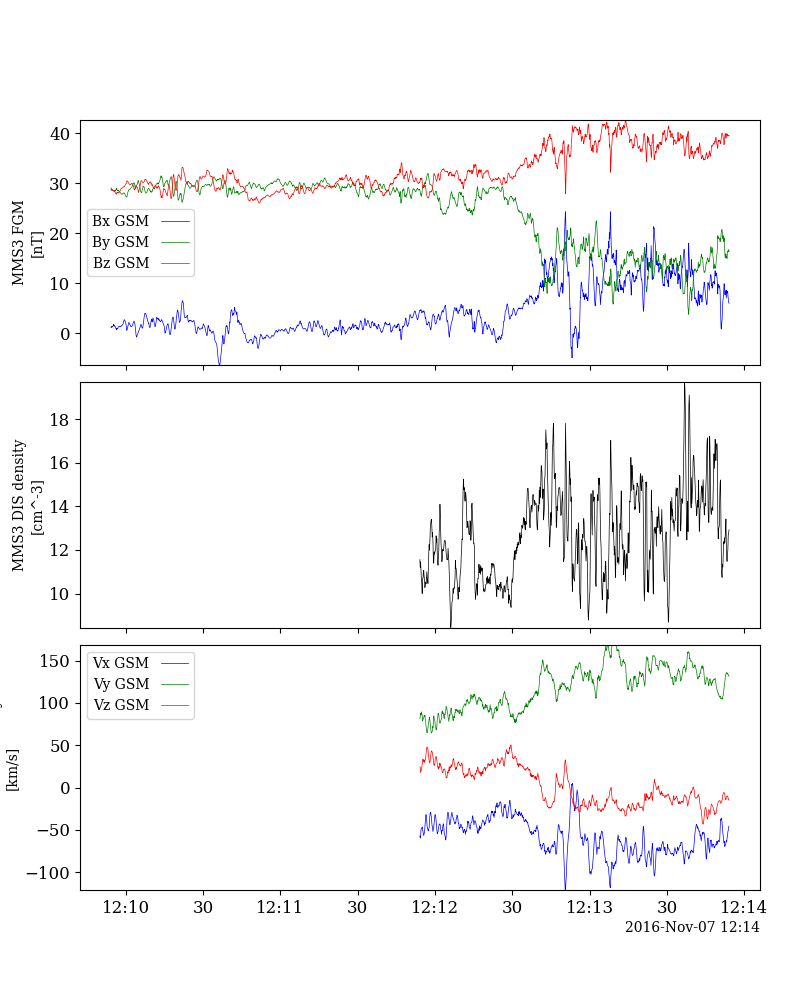 40
30
20
10
0
MMS3 FGM
[nT]
Bx GSM
By GSM
Bz GSM
18
16
14
12
10
MMS3 DIS density
[cm^-3]
150
100
50
0
−50
−100
[km/s]
Vx GSM
Vy GSM
Vz GSM
12:10 30 12:11 30 12:12 30 12:13 30 12:14
2016-Nov-07 12:14